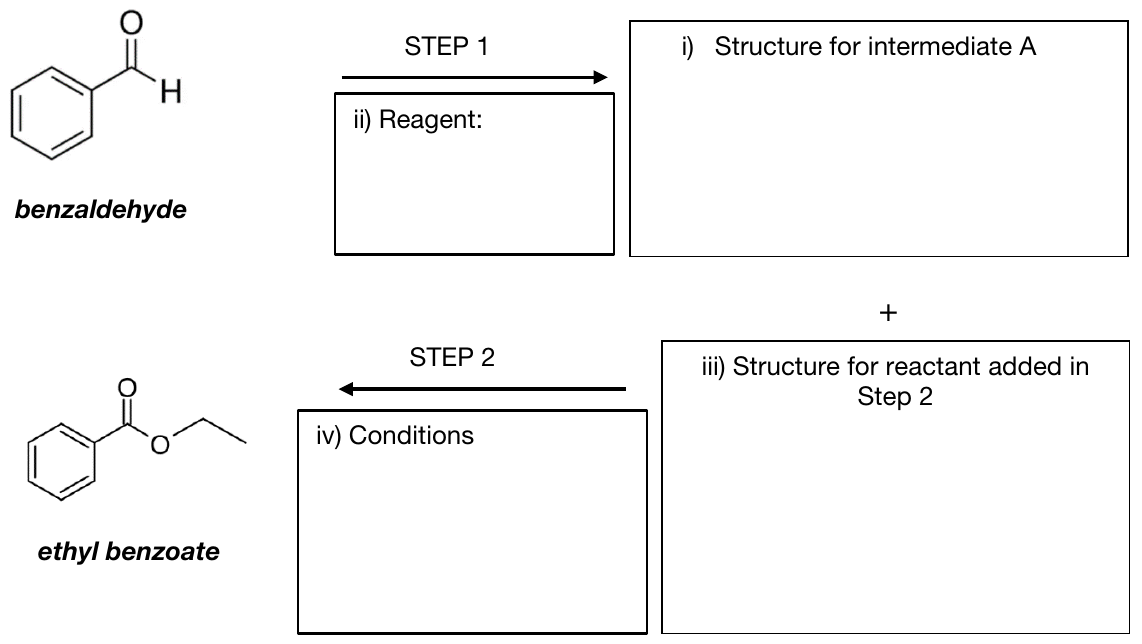 O
H
benzaldehyde
STEP 1
ii) Reagent:
i) Structure for intermediate A
+
STEP 2
iv) Conditions
iii) Structure for reactant added in
Step 2
O
O
ethyl benzoate